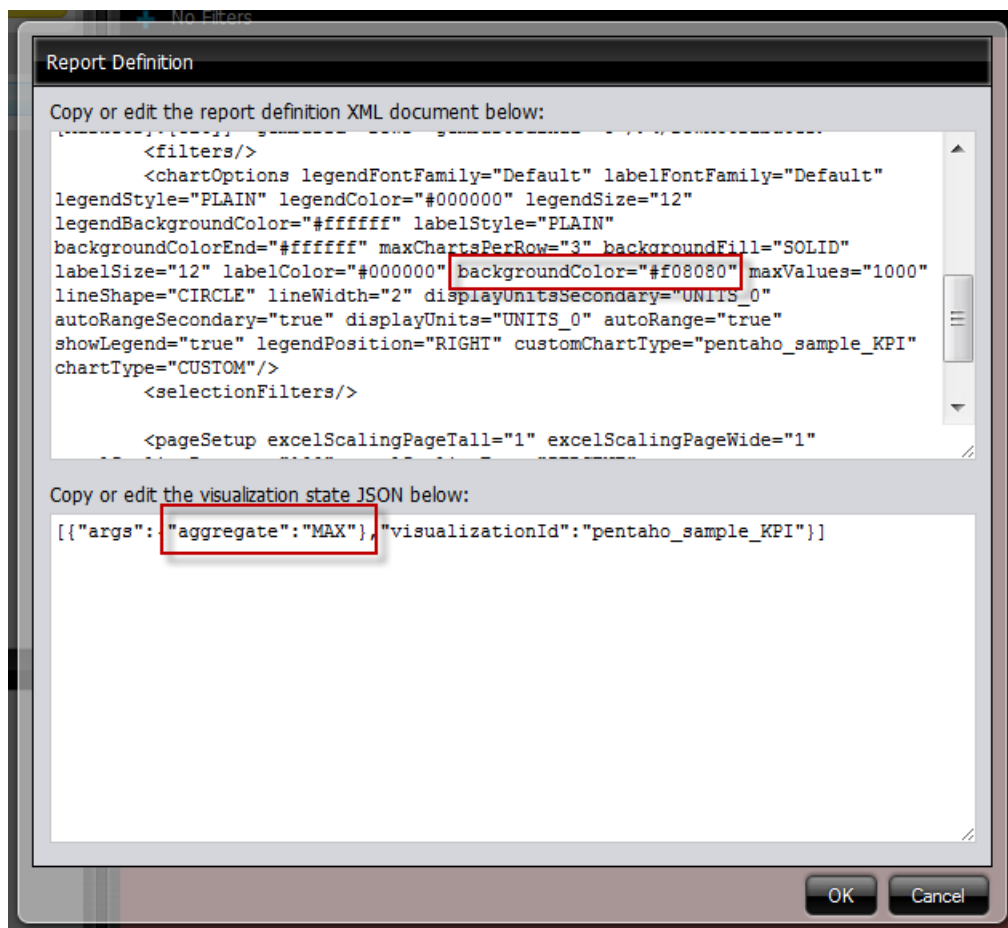 No Filters
Report Definition
Copy or edit the report definition XML document below:
<filters/>
<chartOptions legendFontFamily="Default" labelFontFamily="Default"
legendStyle="PLAIN" legendColor="#000000" legendSize="12"
legendBackgroundColor="#ffffff" labelStyle="PLAIN"
backgroundColorEnd="#ffffff" maxChartsPerRow="3" backgroundFill="SOLID"
labelSize="12" labelColor="#000000" backgroundColor="#f08080" maxValues="1000"
lineShape="CIRCLE" lineWidth="2" displayUnitsSecondary="UNITS_0"
autoRangeSecondary="true" displayUnits="UNITS_0" autoRange="true"
showLegend="true" legendPosition="RIGHT" customChartType="pentaho_sample_KPI"
chartType="CUSTOM"/>
<selectionFilters/>
<pageSetup excelScalingPageTall="1" excelScalingPageWide="1"
Copy or edit the visualization state JSON below:
[{"args":{"aggregate":"MAX"},"visualizationId":"pentaho_sample_KPI"}]
OK Cancel